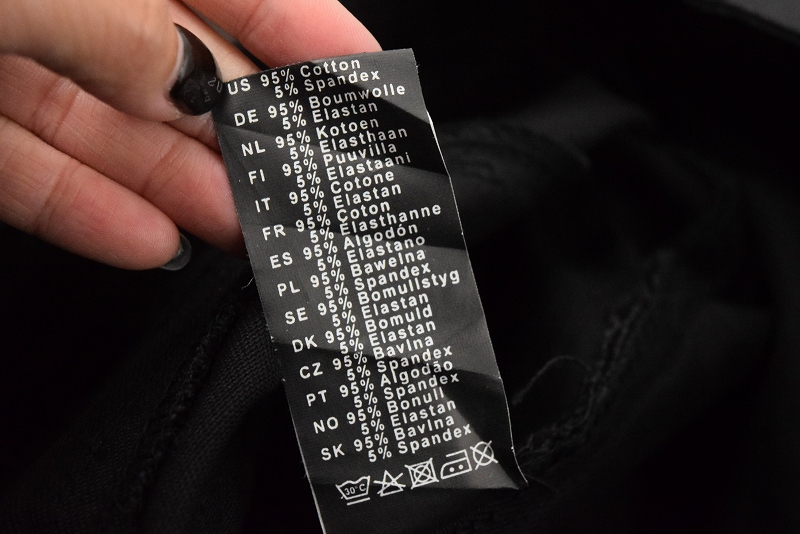 US 95% Cotton
5% Spandex
DE 95% Boumwolle
5% Elastan
NL 95% Kotoen
5% Elasthaan
FI 95% Puuvilla
5% Elastaani
IT 95% Cotone
5% Elastan
FR 95% Coton
5% Elasthanne
ES 95% Algodón
5% Elastano
PL 95% Bawelna
5% Spandex
SE 95% Bomullstyg
5% Elastan
DK 95% Bomuld
5% Elastan
CZ 95% Bavlna
5% Spandex
PT 95% Algodão
5% Spandex
NO 95% Bonull
5% Elastan
SK 95% Bavlna
5% Spandex
30°C